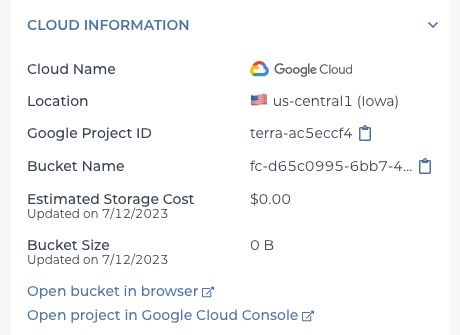 CLOUD INFORMATION
Cloud Name Google Cloud
Location us-central1 (Iowa)
Google Project ID terra-ac5eccf4
Bucket Name fc-d65c0995-6bb7-4...
Estimated Storage Cost $0.00
Updated on 7/12/2023
Bucket Size 0 B
Updated on 7/12/2023
Open bucket in browser
Open project in Google Cloud Console